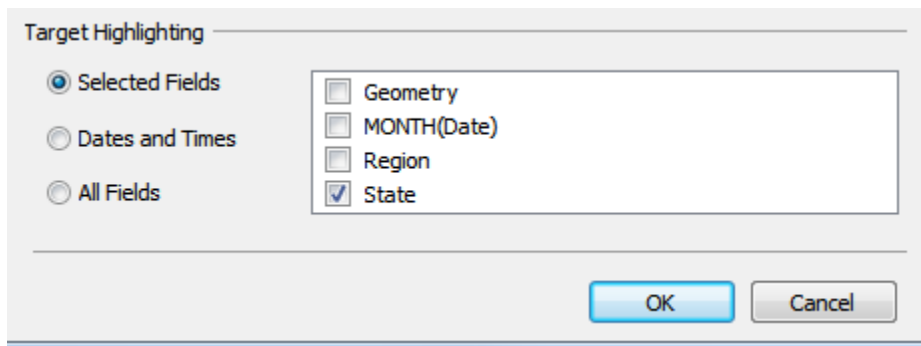 Target Highlighting
Selected Fields
Dates and Times
All Fields
Geometry
MONTH(Date)
Region
State
OK
Cancel